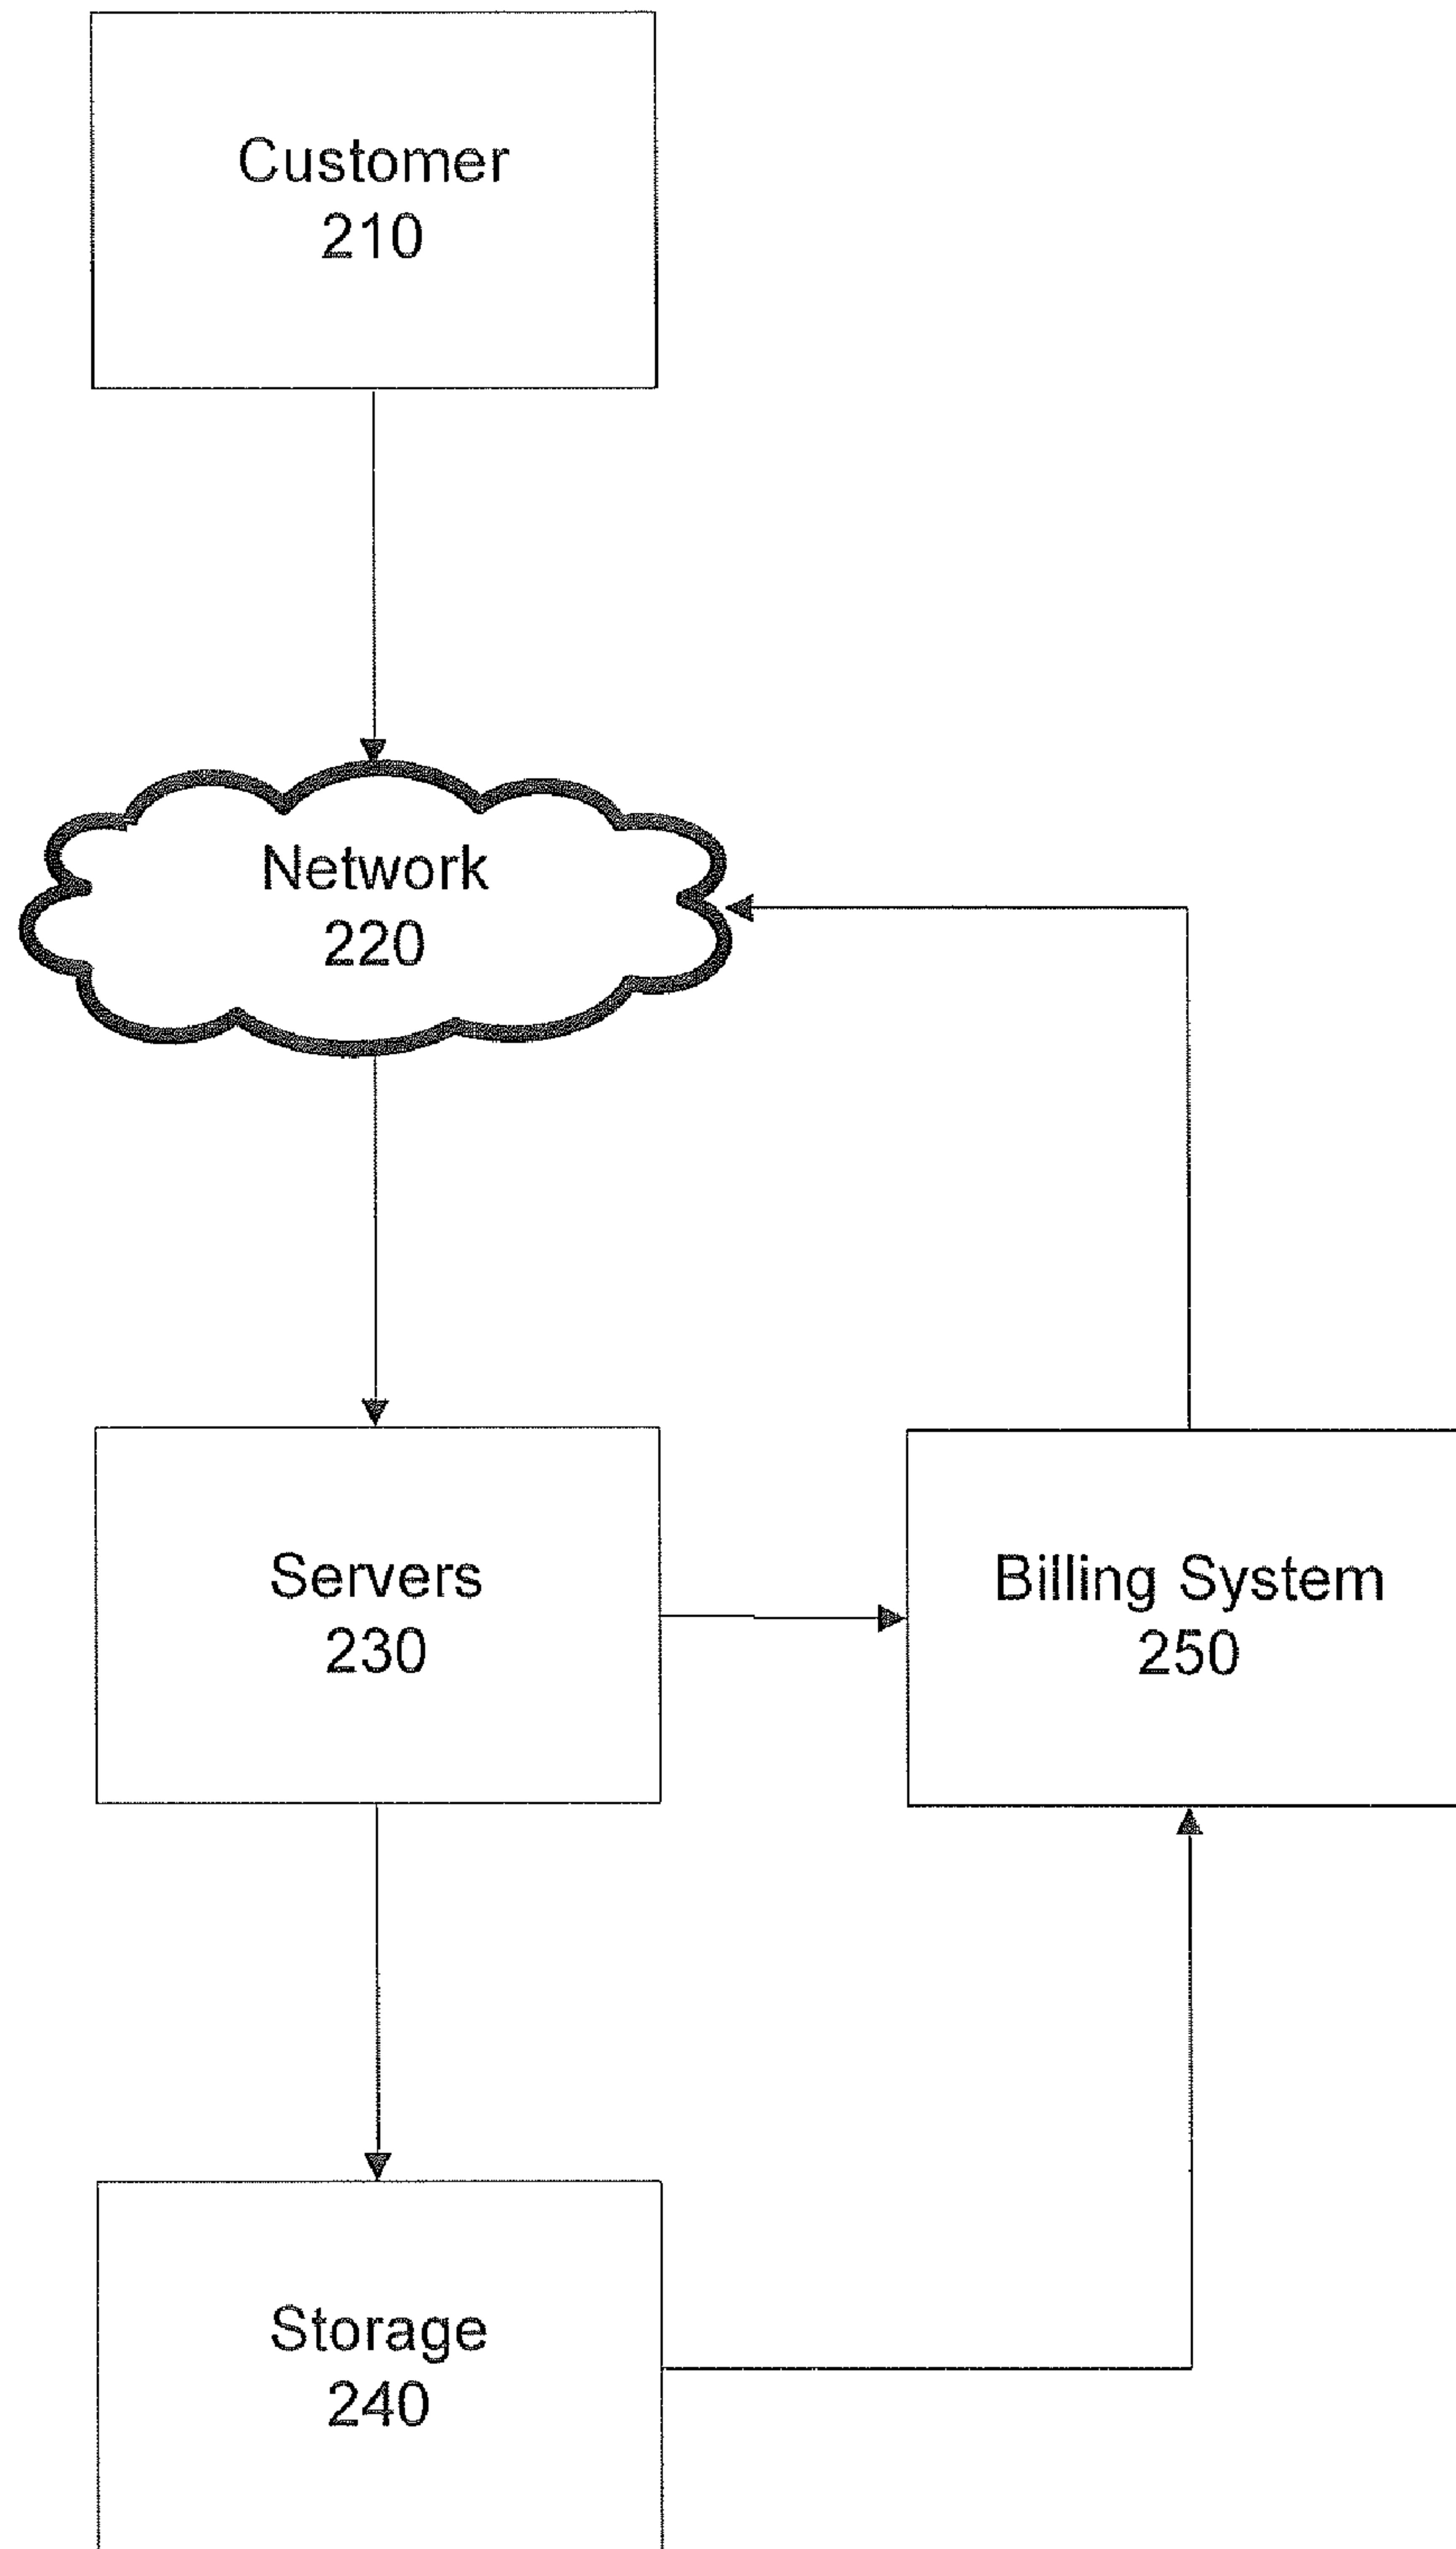 Customer
210
Network
220
Servers
230
Billing System
250
Storage
240